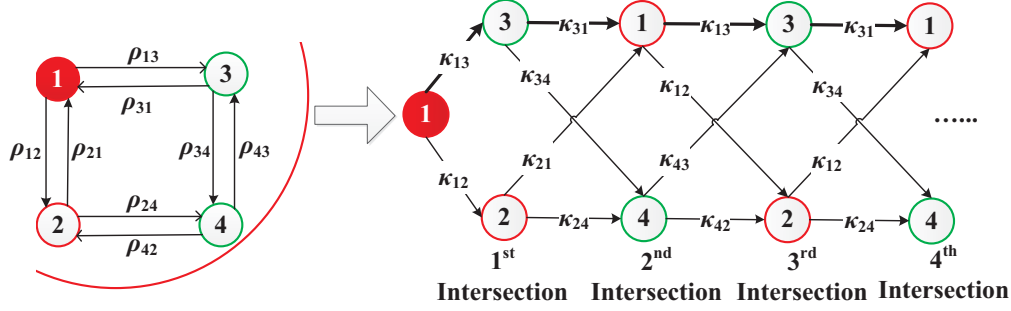 1 ρ13 3
ρ31
ρ12 ρ21 ρ34 ρ43
2 ρ24 4
ρ42
3 κ31 1 κ13 3 κ31 1
κ13 κ34 κ12 κ34
1 ......
κ12 κ21 κ43 κ12
2 κ24 4 κ42 2 κ24 4
1st 2nd 3rd 4th
Intersection Intersection Intersection Intersection